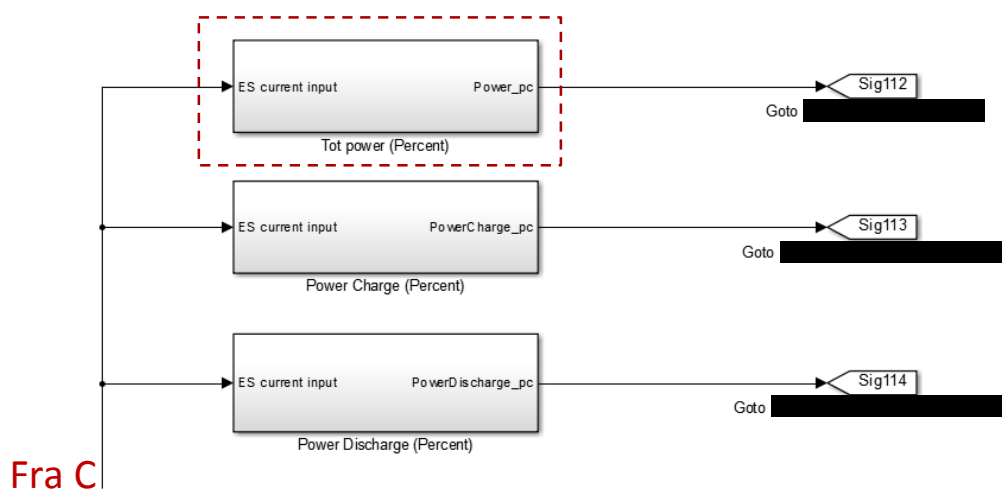 ES current input Power_pc Sig112
Goto
Tot power (Percent)
ES current input PowerCharge_pc Sig113
Goto
Power Charge (Percent)
ES current input PowerDischarge_pc Sig114
Goto
Power Discharge (Percent)
Fra C